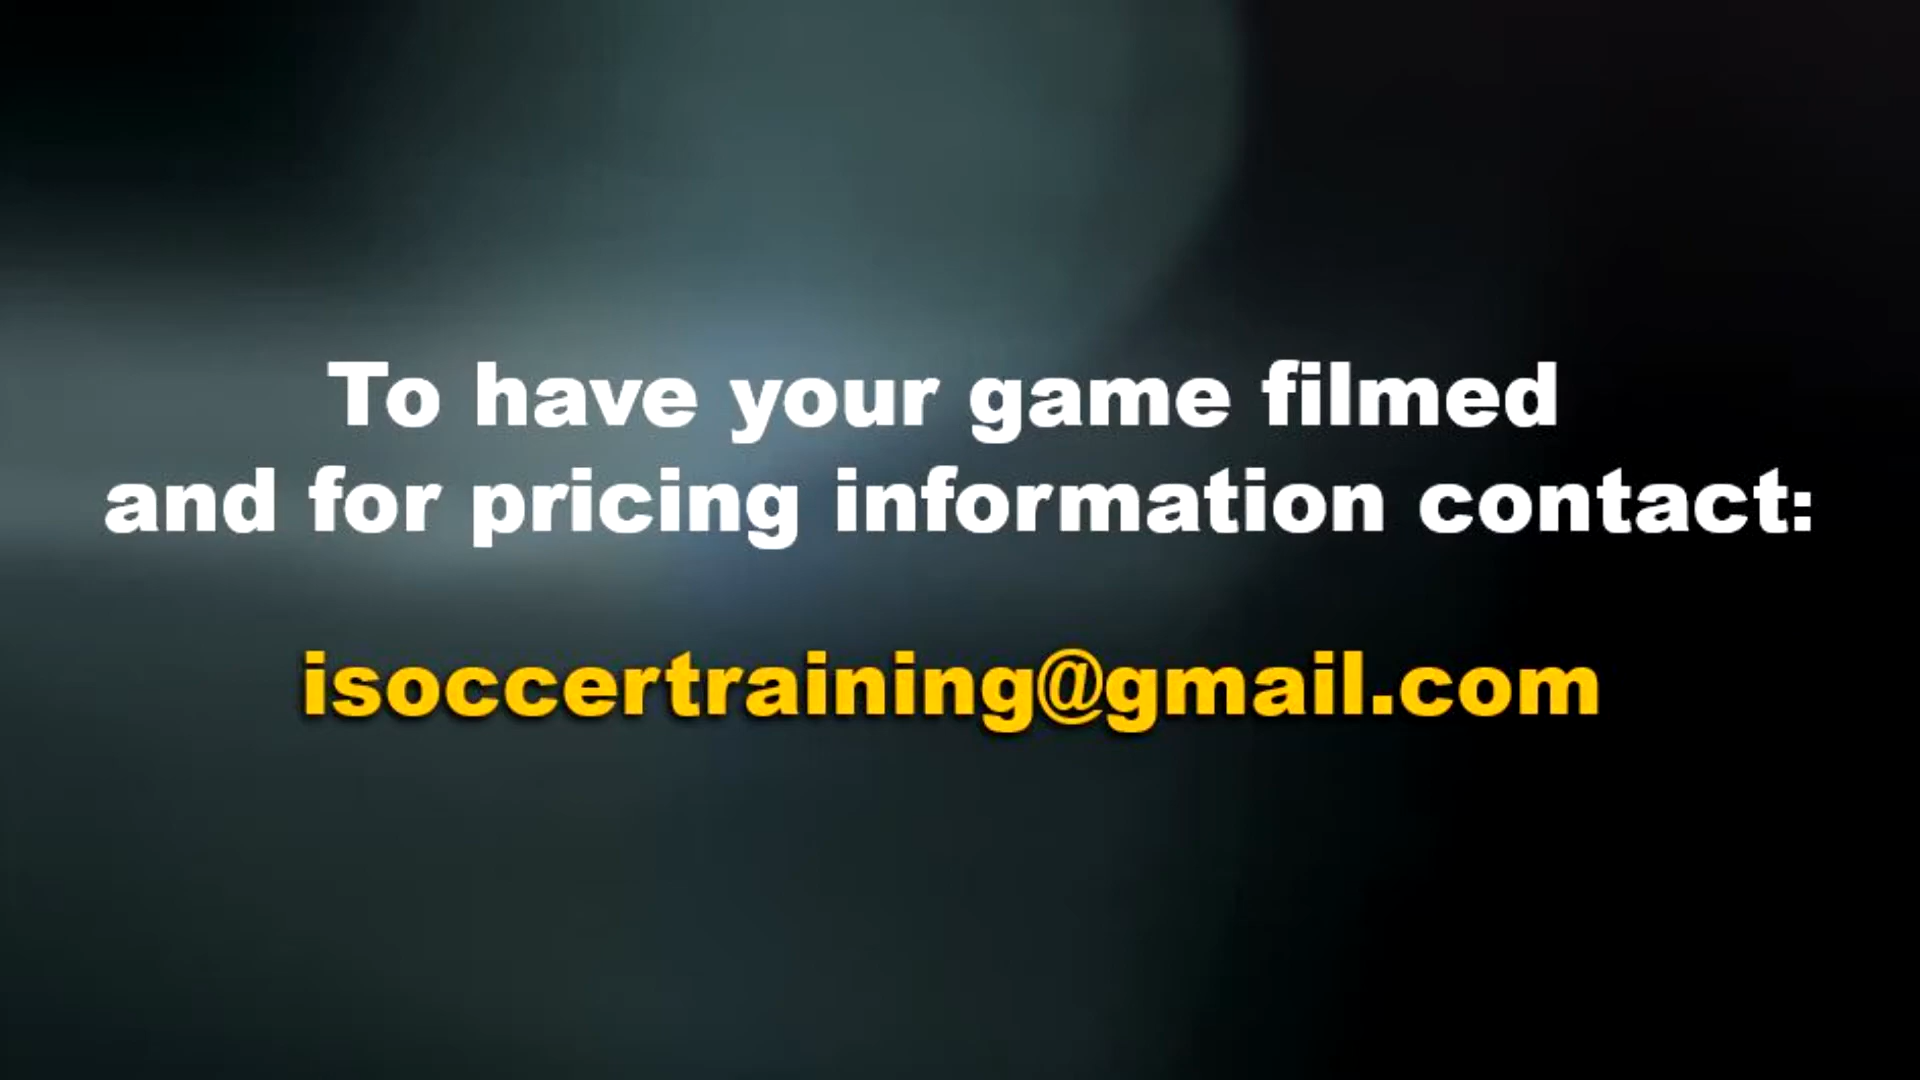 To have your game filmed
and for pricing information contact:
isoccertraining@gmail.com